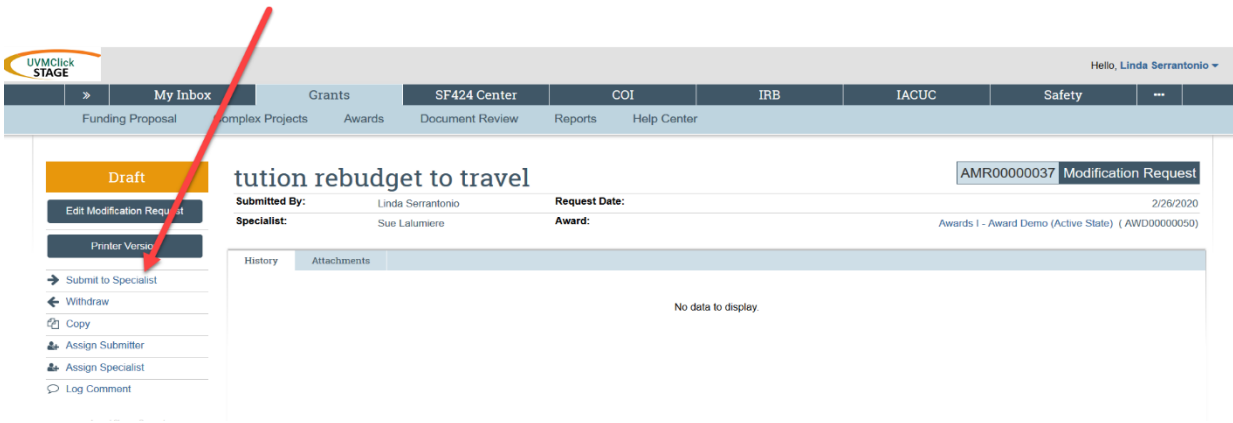 UVMClick
STAGE
Hello, Linda Serrantonio
» My Inbox Grants SF424 Center COI IRB IACUC Safety ...
Funding Proposal Complex Projects Awards Document Review Reports Help Center
Draft
tution rebudget to travel
AMR00000037 Modification Request
Edit Modification Request
Submitted By: Linda Serrantonio Request Date: 2/26/2020
Specialist: Sue Lalumiere Award: Awards I - Award Demo (Active State) ( AWD00000050)
Printer Version
History Attachments
Submit to Specialist
No data to display.
Withdraw
Copy
Assign Submitter
Assign Specialist
Log Comment